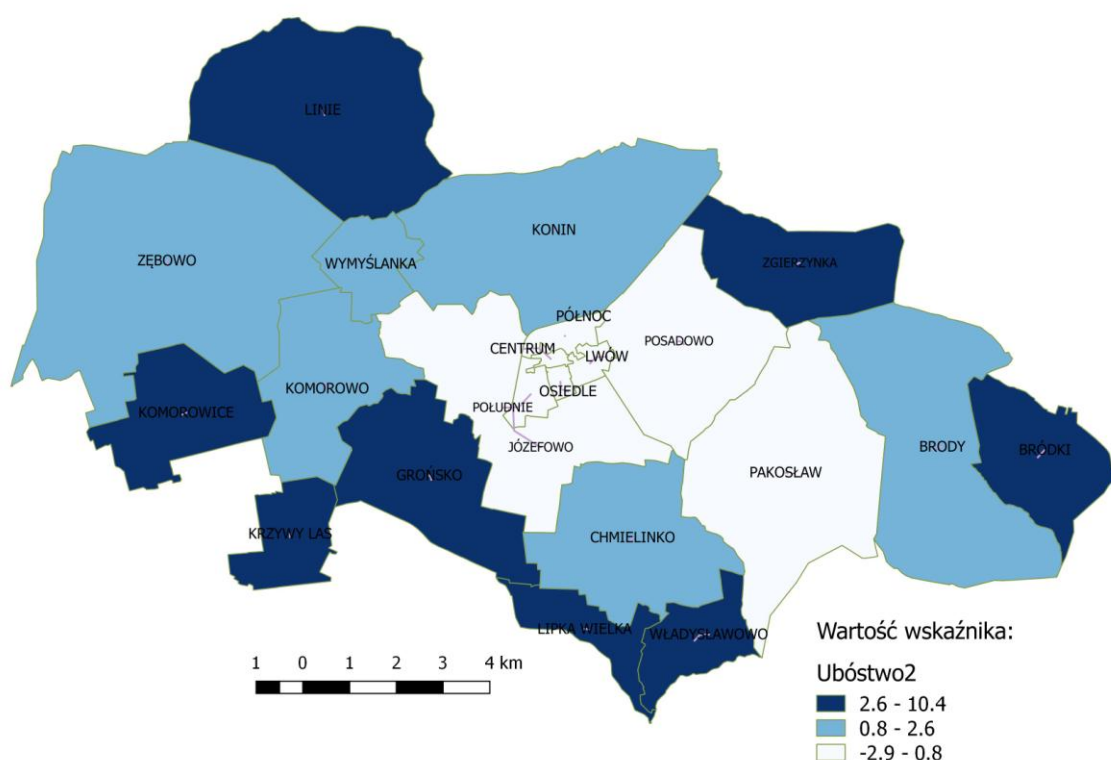 LINIE
KONIN
ZĘBOWO
WYMYŚLANKA
ZGIERZYNKA
PÓŁNOC
CENTRUM
LWÓW
POSADOWO
KOMOROWO
OSIEDLE
KOMOROWICE
POŁUDNIE
JÓZEFOWO
BRODY
BRÓDKI
GROŃSKO
PAKOSŁAW
KRZYWY LAS
CHMIELINKO
LIPKA WIELKA
WŁADYSŁAWOWO
Wartość wskaźnika:
Ubóstwo2
1 0 1 2 3 4 km
2.6 - 10.4
0.8 - 2.6
-2.9 - 0.8